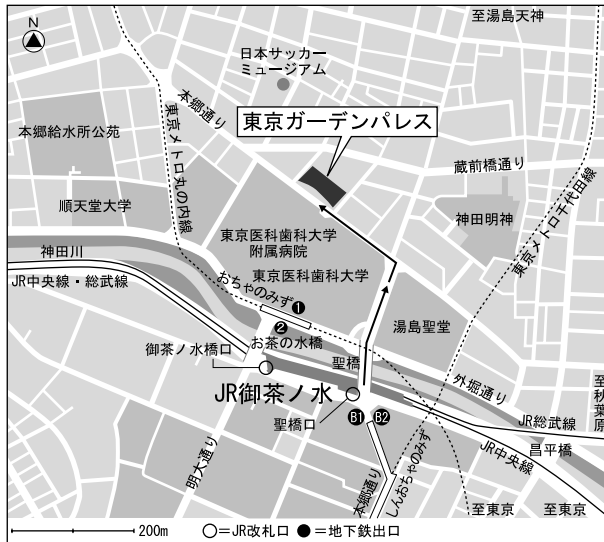 至湯島天神
N
日本サッカー
ミュージアム
本郷通り
東京ガーデンパレス
本郷給水所公苑
東京メトロ丸の内線
蔵前橋通り
順天堂大学
神田明神
東京メトロ千代田線
東京医科歯科大学
附属病院
神田川
おちゃのみず
東京医科歯科大学
JR中央線・総武線
①
②
湯島聖堂
お茶の水橋
御茶ノ水橋口
聖橋
外堀通り
至秋葉原
JR御茶ノ水
聖橋口
B1
B2
JR総武線
昌平橋
JR中央線
明大通り
本郷通り
しんおちゃのみず
至東京
至東京
200m
○=JR改札口
●=地下鉄出口